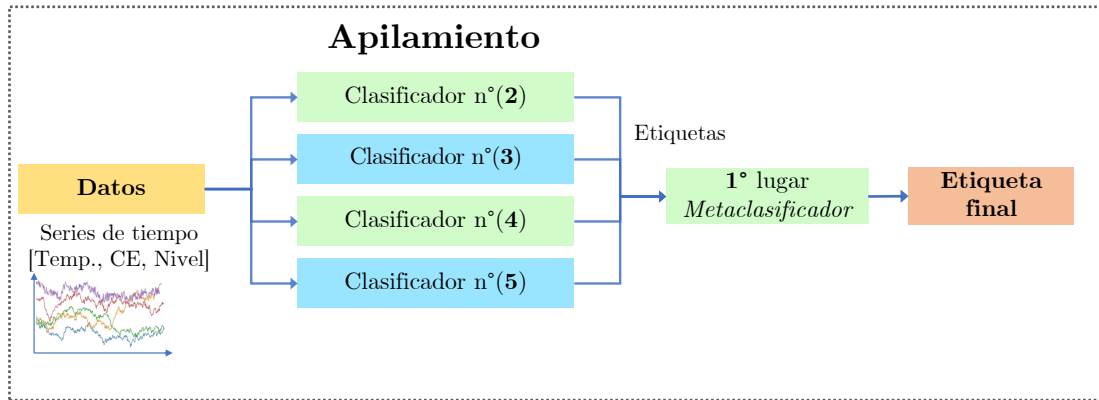 Apilamiento
Clasificador n°(2)
Clasificador n°(3)
Clasificador n°(4)
Clasificador n°(5)
Datos
Series de tiempo
[Temp., CE, Nivel]
Etiquetas
1° lugar
Metaclasificador
Etiqueta
final